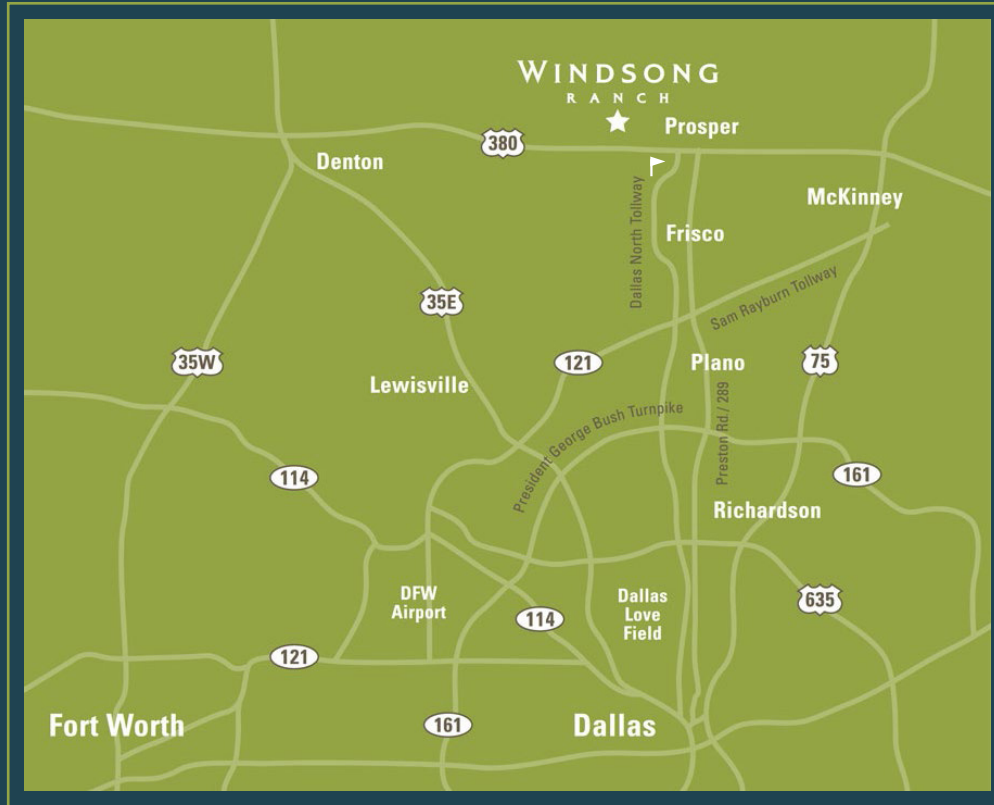 WINDSONG
RANCH
Prosper
380
Denton
McKinney
Dallas North Tollway
Frisco
Sam Rayburn Tollway
35E
35W
121
Plano
75
Lewisville
President George Bush Turnpike
Preston Rd./ 289
114
161
Richardson
DFW
Airport
Dallas
Love
Field
635
114
121
Fort Worth
161
Dallas